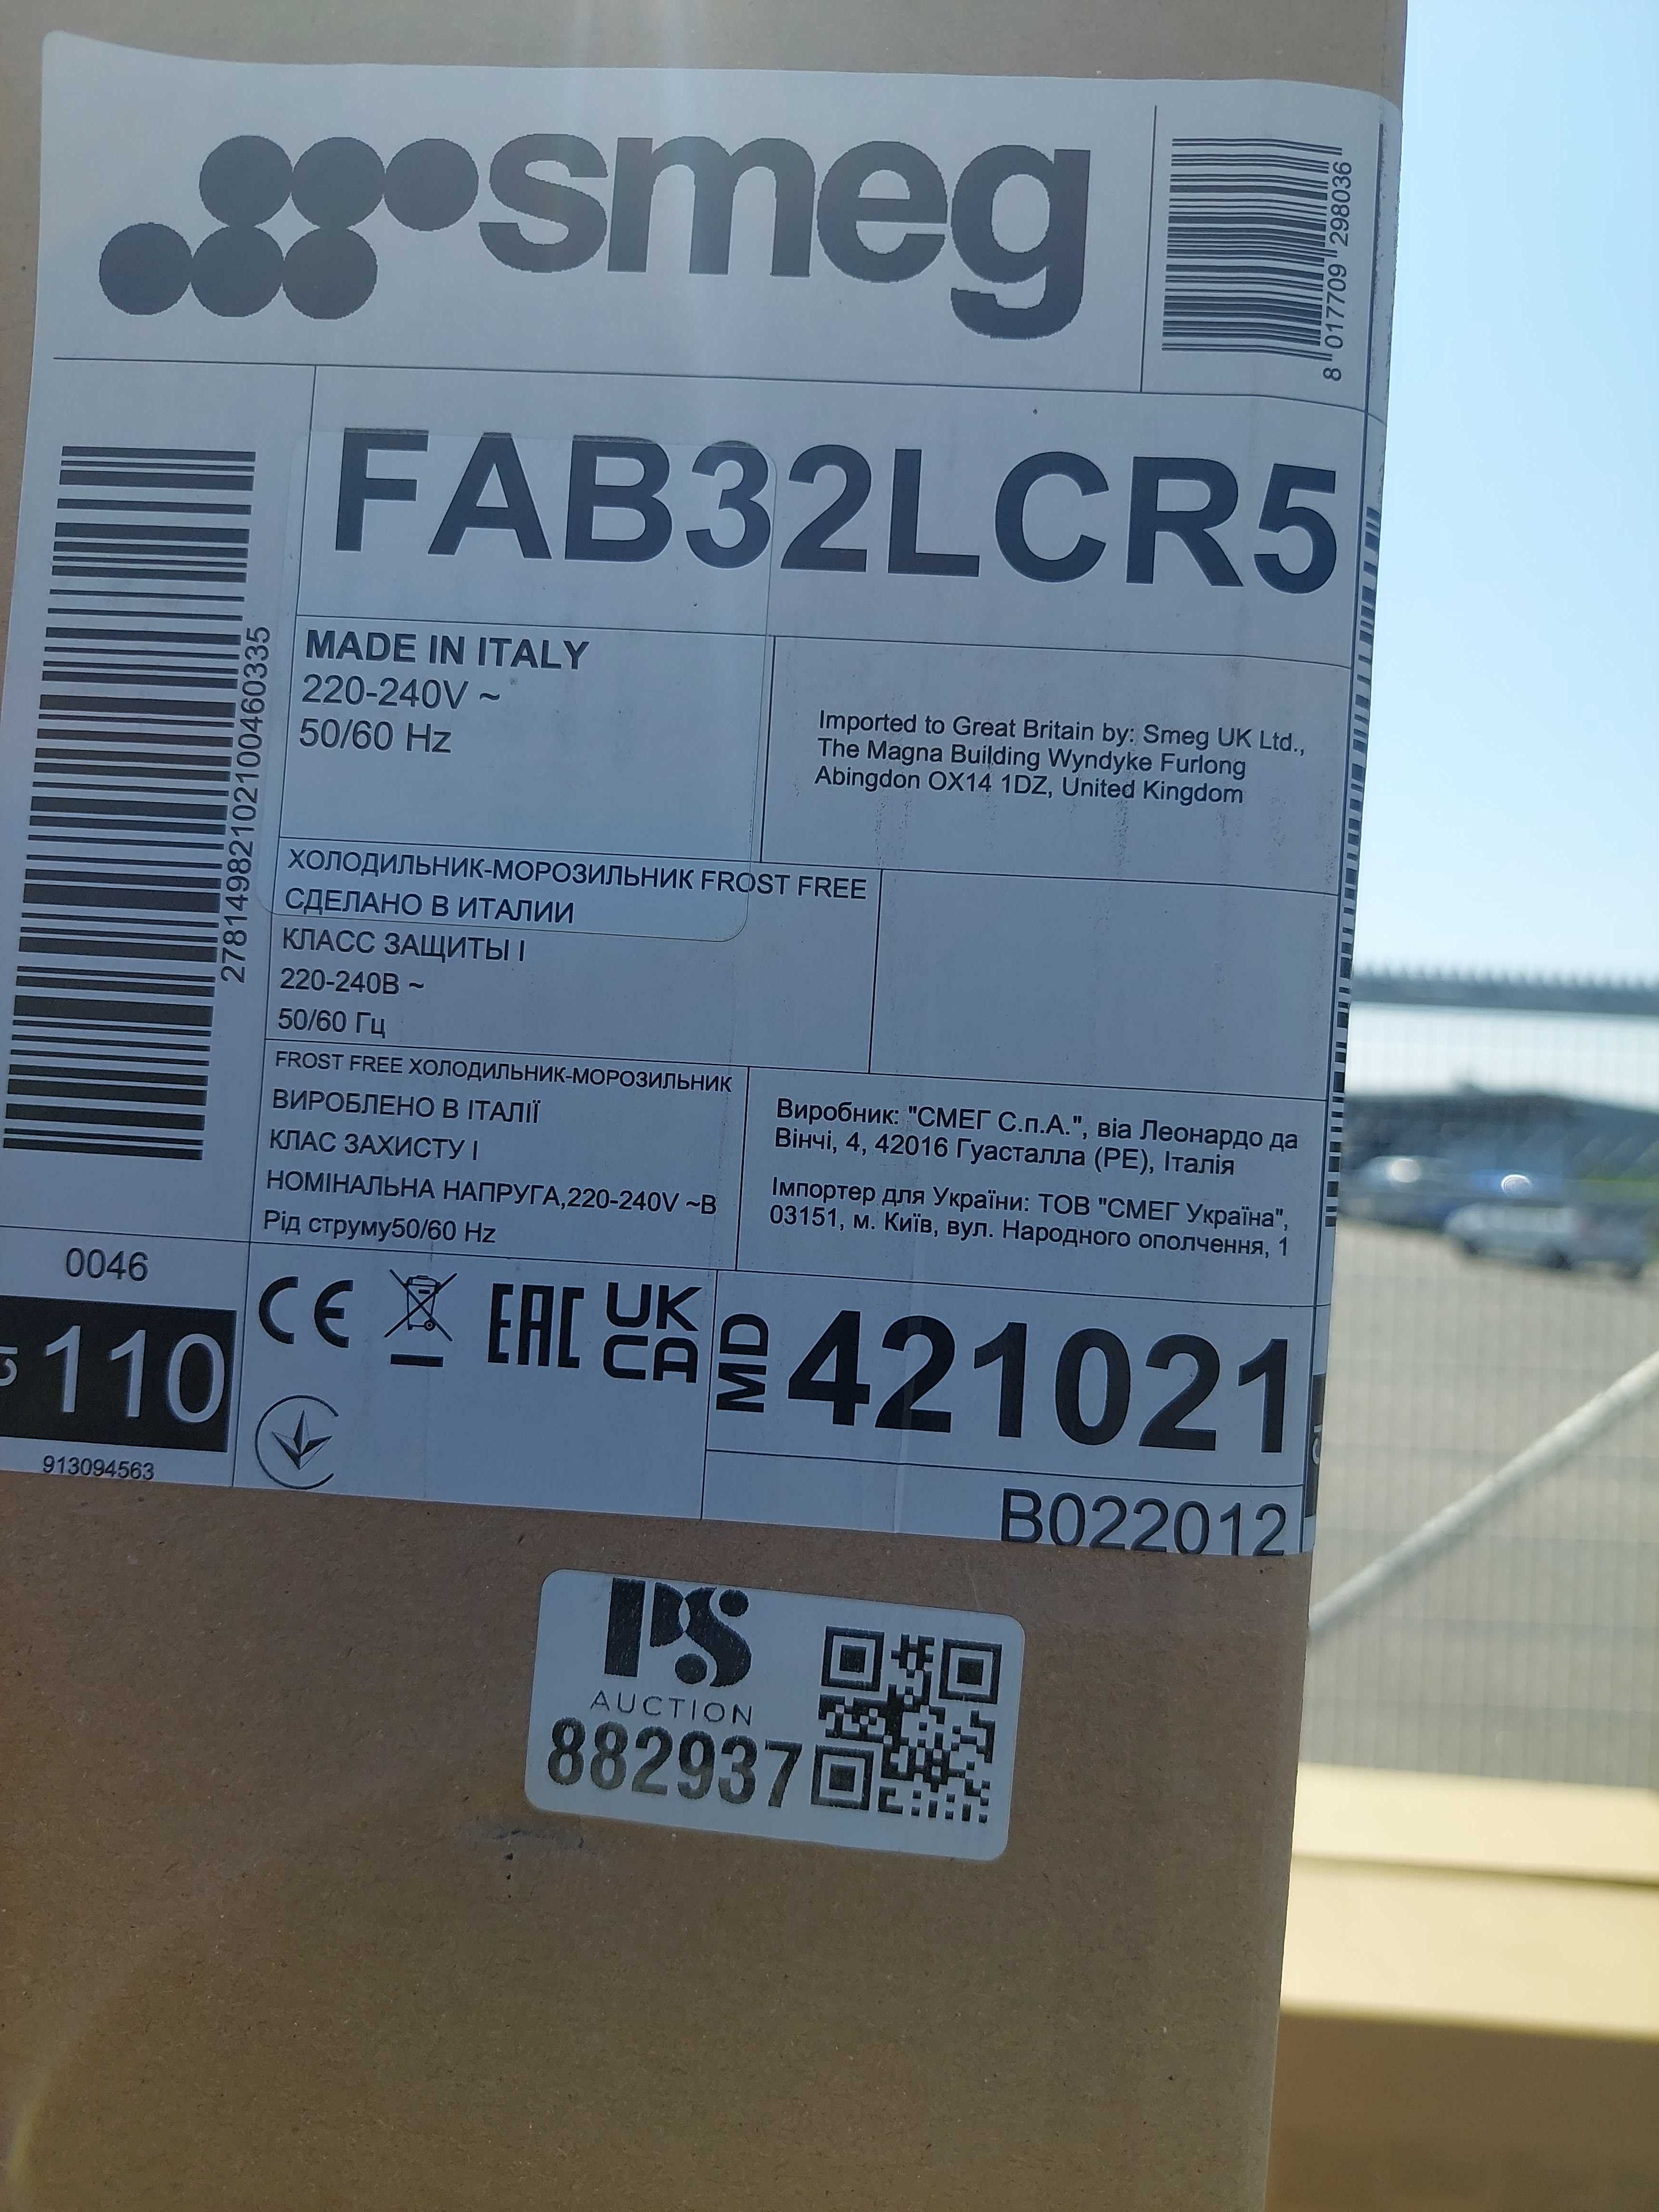 smeg
8 017709 298036
FAB32LCR5
27814982102100460335
MADE IN ITALY
220-240V ~
50/60 Hz
Imported to Great Britain by: Smeg UK Ltd.,
The Magna Building Wyndyke Furlong
Abingdon OX14 1DZ, United Kingdom
ХОЛОДИЛЬНИК-МОРОЗИЛЬНИК FROST FREE
СДЕЛАНО В ИТАЛИИ
КЛАСС ЗАЩИТЫ I
220-240В ~
50/60 Гц
FROST FREE ХОЛОДИЛЬНИК-МОРОЗИЛЬНИК
ВИРОБЛЕНО В ІТАЛІЇ
КЛАС ЗАХИСТУ I
НОМІНАЛЬНА НАПРУГА,220-240V ~В
Рід струму50/60 Hz
Виробник: "СМЕГ С.п.А.", віа Леонардо да
Вінчі, 4, 42016 Гуасталла (РЕ), Італія
Імпортер для України: ТОВ "СМЕГ Україна",
03151, м. Київ, вул. Народного ополчення, 1
0046
110
913094563
CE
EAC
UK
CA
MD
421021
B022012
PS
AUCTION
882937